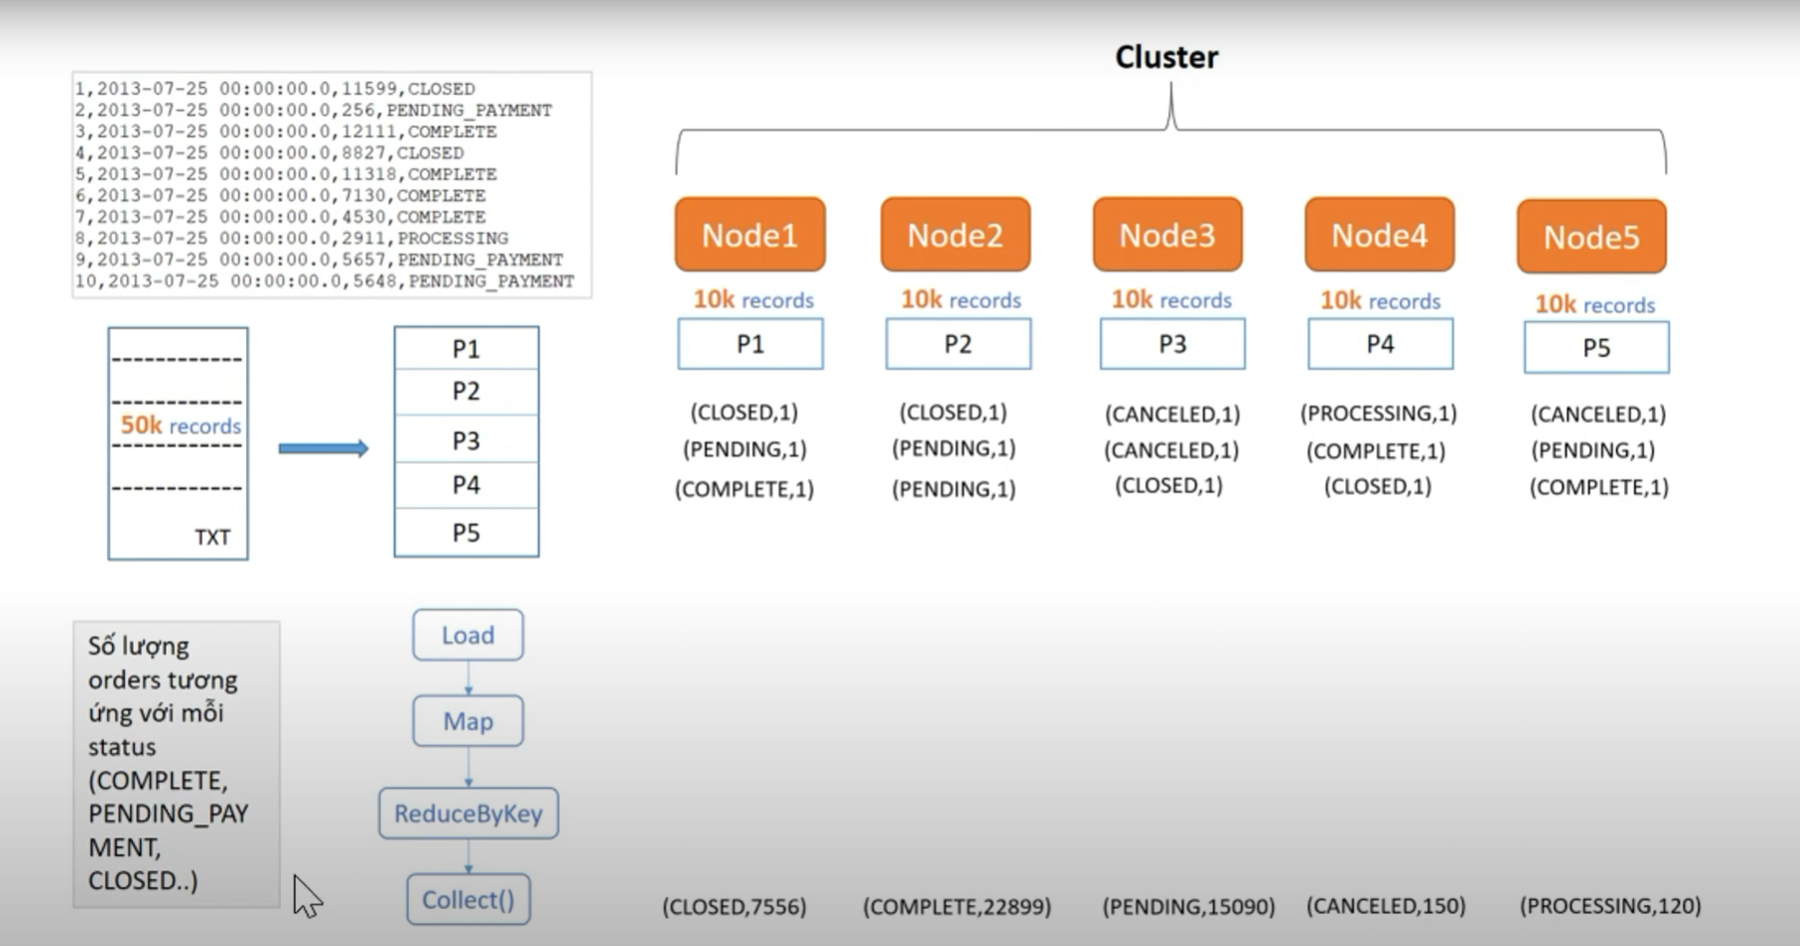 Cluster
1,2013-07-25 00:00:00.0,11599,CLOSED
2,2013-07-25 00:00:00.0,256,PENDING_PAYMENT
3,2013-07-25 00:00:00.0,12111,COMPLETE
4,2013-07-25 00:00:00.0,8827,CLOSED
5,2013-07-25 00:00:00.0,11318,COMPLETE
6,2013-07-25 00:00:00.0,7130,COMPLETE
7,2013-07-25 00:00:00.0,4530,COMPLETE
8,2013-07-25 00:00:00.0,2911,PROCESSING
9,2013-07-25 00:00:00.0,5657,PENDING_PAYMENT
10,2013-07-25 00:00:00.0,5648,PENDING_PAYMENT
50k records
TXT
P1
P2
P3
P4
P5
Node1
10k records
P1
(CLOSED,1)
(PENDING,1)
(COMPLETE,1)
Node2
10k records
P2
(CLOSED,1)
(PENDING,1)
(PENDING,1)
Node3
10k records
P3
(CANCELED,1)
(CANCELED,1)
(CLOSED,1)
Node4
10k records
P4
(PROCESSING,1)
(COMPLETE,1)
(CLOSED,1)
Node5
10k records
P5
(CANCELED,1)
(PENDING,1)
(COMPLETE,1)
Số lượng
orders tương
ứng với mỗi
status
(COMPLETE,
PENDING_PAY
MENT,
CLOSED..)
Load
Map
ReduceByKey
Collect()
(CLOSED,7556)
(COMPLETE,22899)
(PENDING,15090)
(CANCELED,150)
(PROCESSING,120)